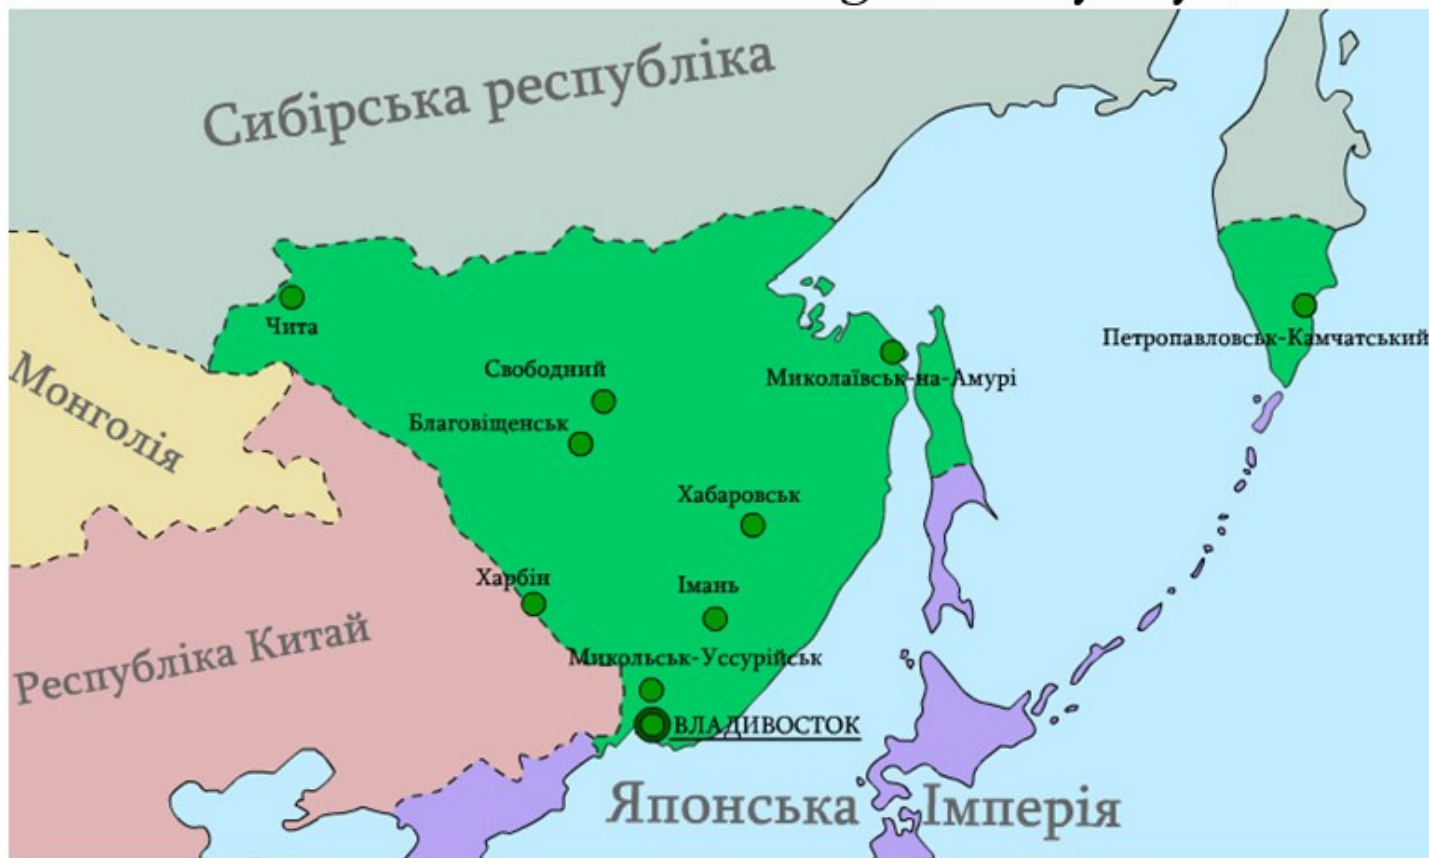 Сибірська республіка
Чита
Петропавловськ-Камчатський
Свободний
Миколаївськ-на-Амурі
Монголія
Благовіщенськ
Хабаровськ
Харбін
Імань
Республіка Китай
Микольськ-Уссурійськ
ВЛАДИВОСТОК
Японська Імперія